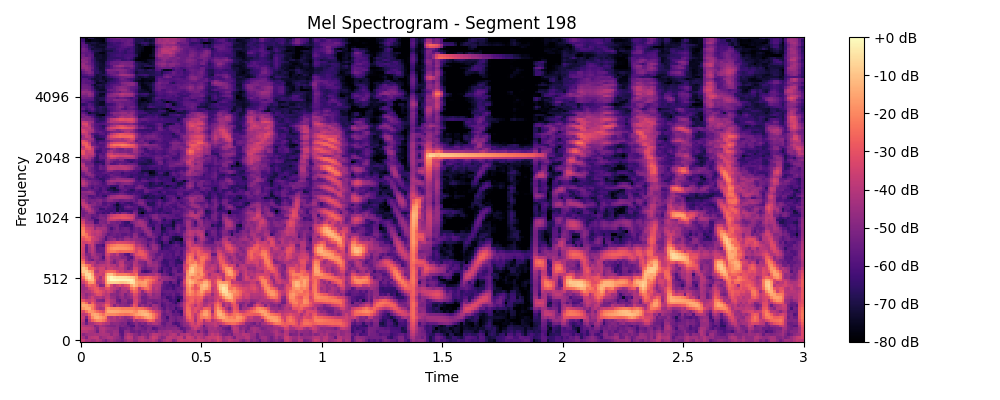 Mel Spectrogram - Segment 198
Frequency
4096
2048
1024
512
0
0
0.5
1
1.5
2
2.5
3
Time
+0 dB
-10 dB
-20 dB
-30 dB
-40 dB
-50 dB
-60 dB
-70 dB
-80 dB